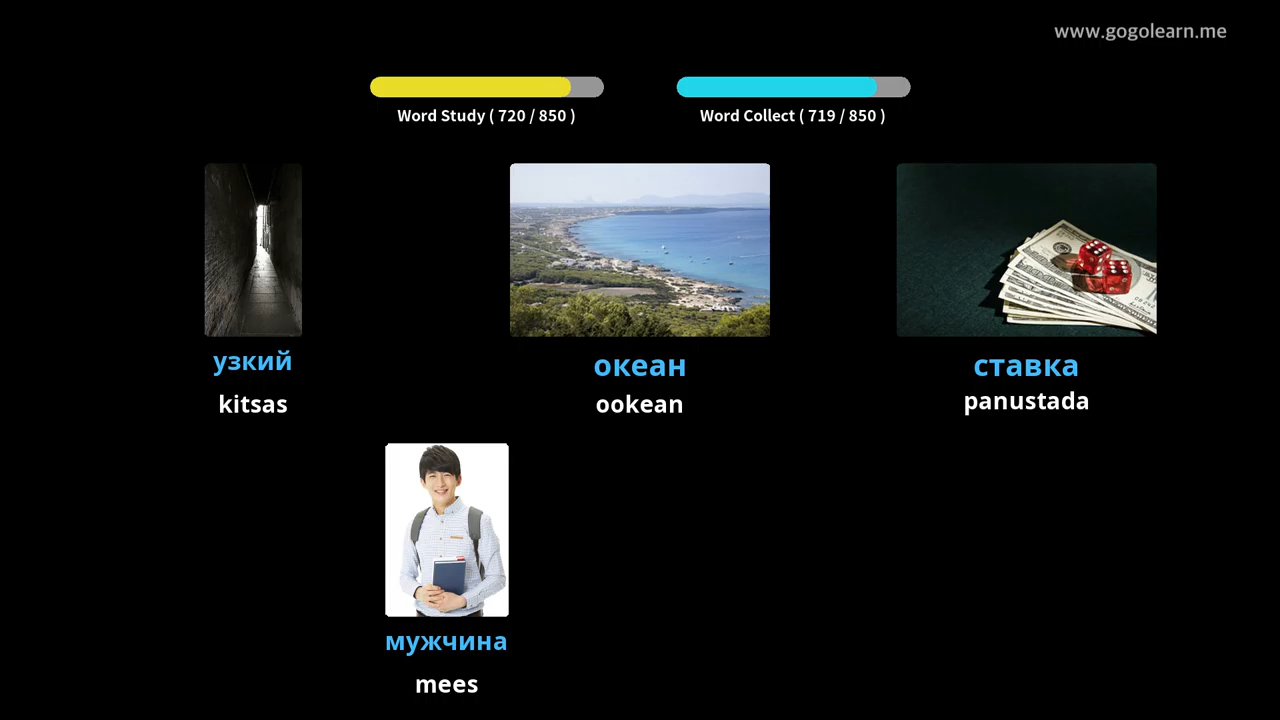 www.gogolearn.me
Word Study ( 720 / 850 )
Word Collect ( 719 / 850 )
узкий
океан
ставка
kitsas
ookean
panustada
мужчина
mees